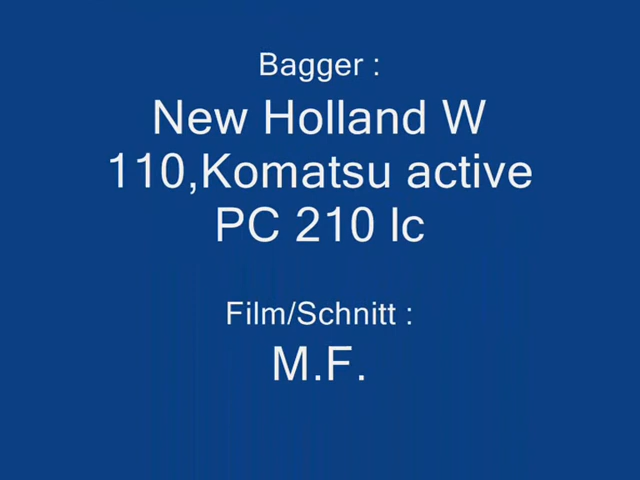 Bagger :
New Holland W
110,Komatsu active
PC 210 lc
Film/Schnitt :
M.F.